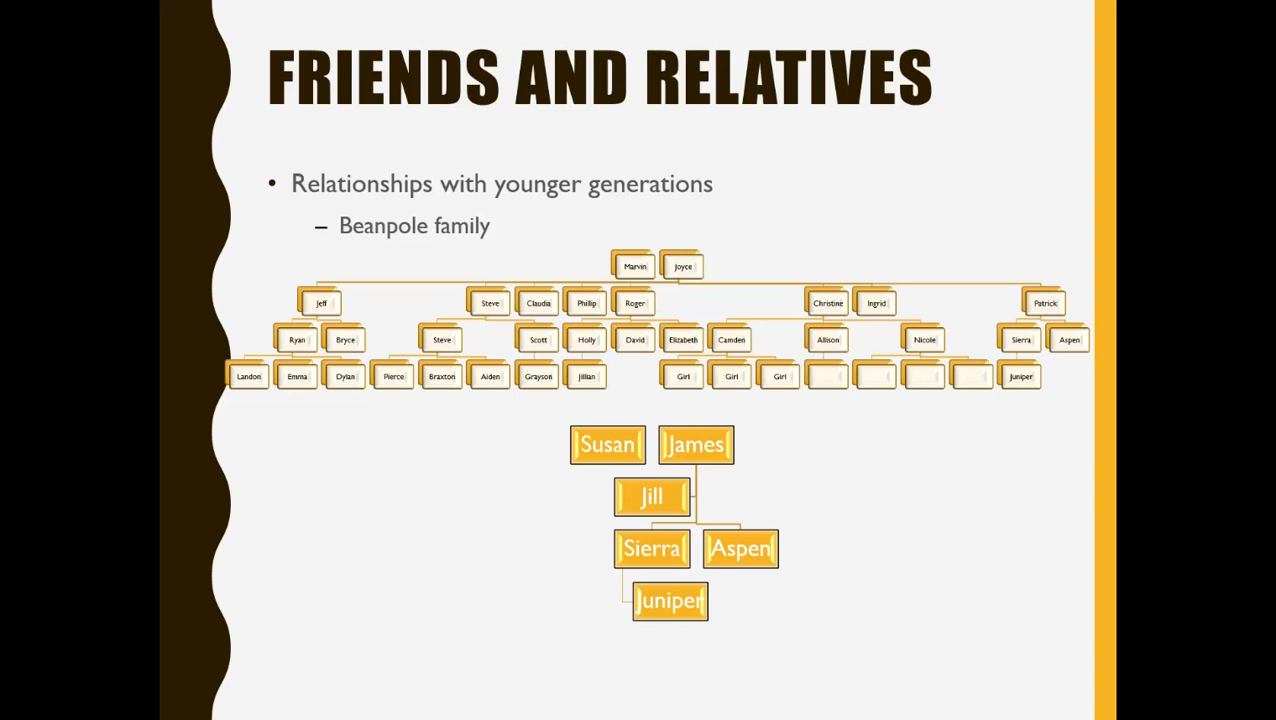 FRIENDS AND RELATIVES
• Relationships with younger generations
– Beanpole family
Marvin Joyce
Jeff Steve Claudia Phillip Roger Christine Ingrid Patrick
Ryan Bryce Steve Scott Holly David Elizabeth Camden Allison Nicole Sierra Aspen
Landon Emma Dylan Pierce Braxton Aiden Grayson Jillian Girl Girl Girl Juniper
Susan James
Jill
Sierra Aspen
Juniper